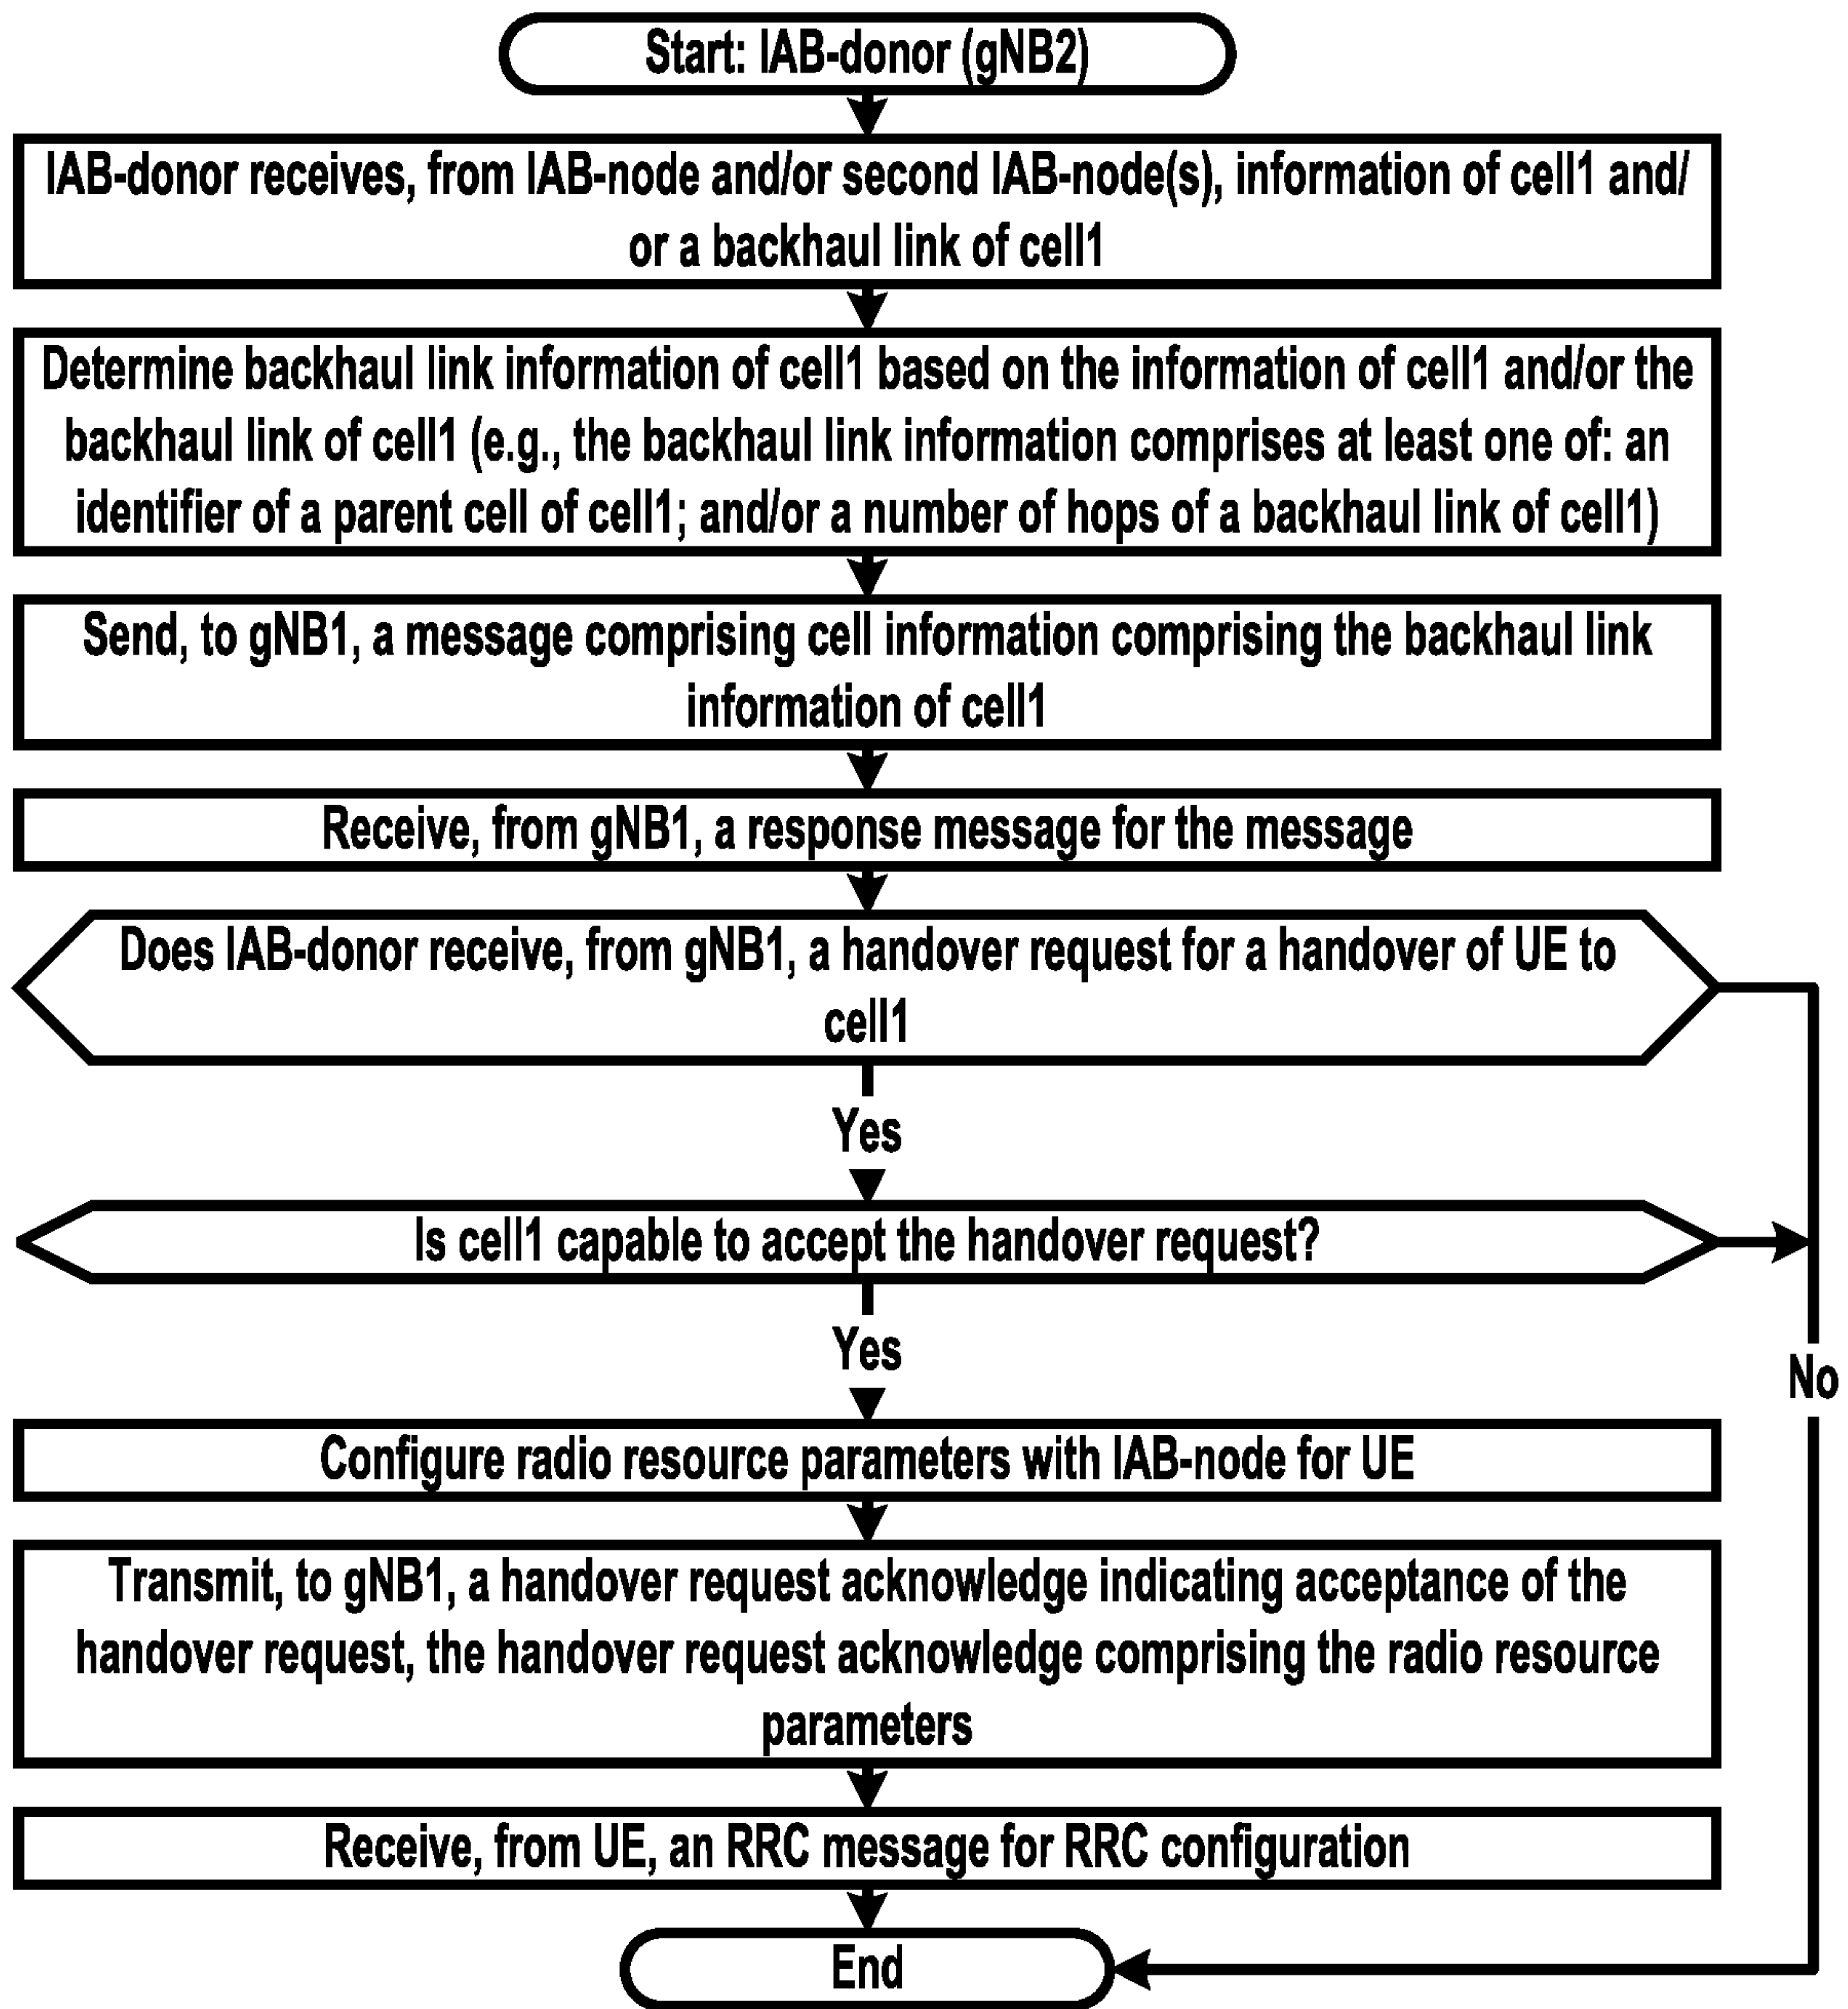 Start: IAB-donor (gNB2)
IAB-donor receives, from IAB-node and/or second IAB-node(s), information of cell1 and/
or a backhaul link of cell1
Determine backhaul link information of cell1 based on the information of cell1 and/or the
backhaul link of cell1 (e.g., the backhaul link information comprises at least one of: an
identifier of a parent cell of cell1; and/or a number of hops of a backhaul link of cell1)
Send, to gNB1, a message comprising cell information comprising the backhaul link
information of cell1
Receive, from gNB1, a response message for the message
Does IAB-donor receive, from gNB1, a handover request for a handover of UE to
cell1
Yes
Is cell1 capable to accept the handover request?
Yes
No
Configure radio resource parameters with IAB-node for UE
Transmit, to gNB1, a handover request acknowledge indicating acceptance of the
handover request, the handover request acknowledge comprising the radio resource
parameters
Receive, from UE, an RRC message for RRC configuration
End